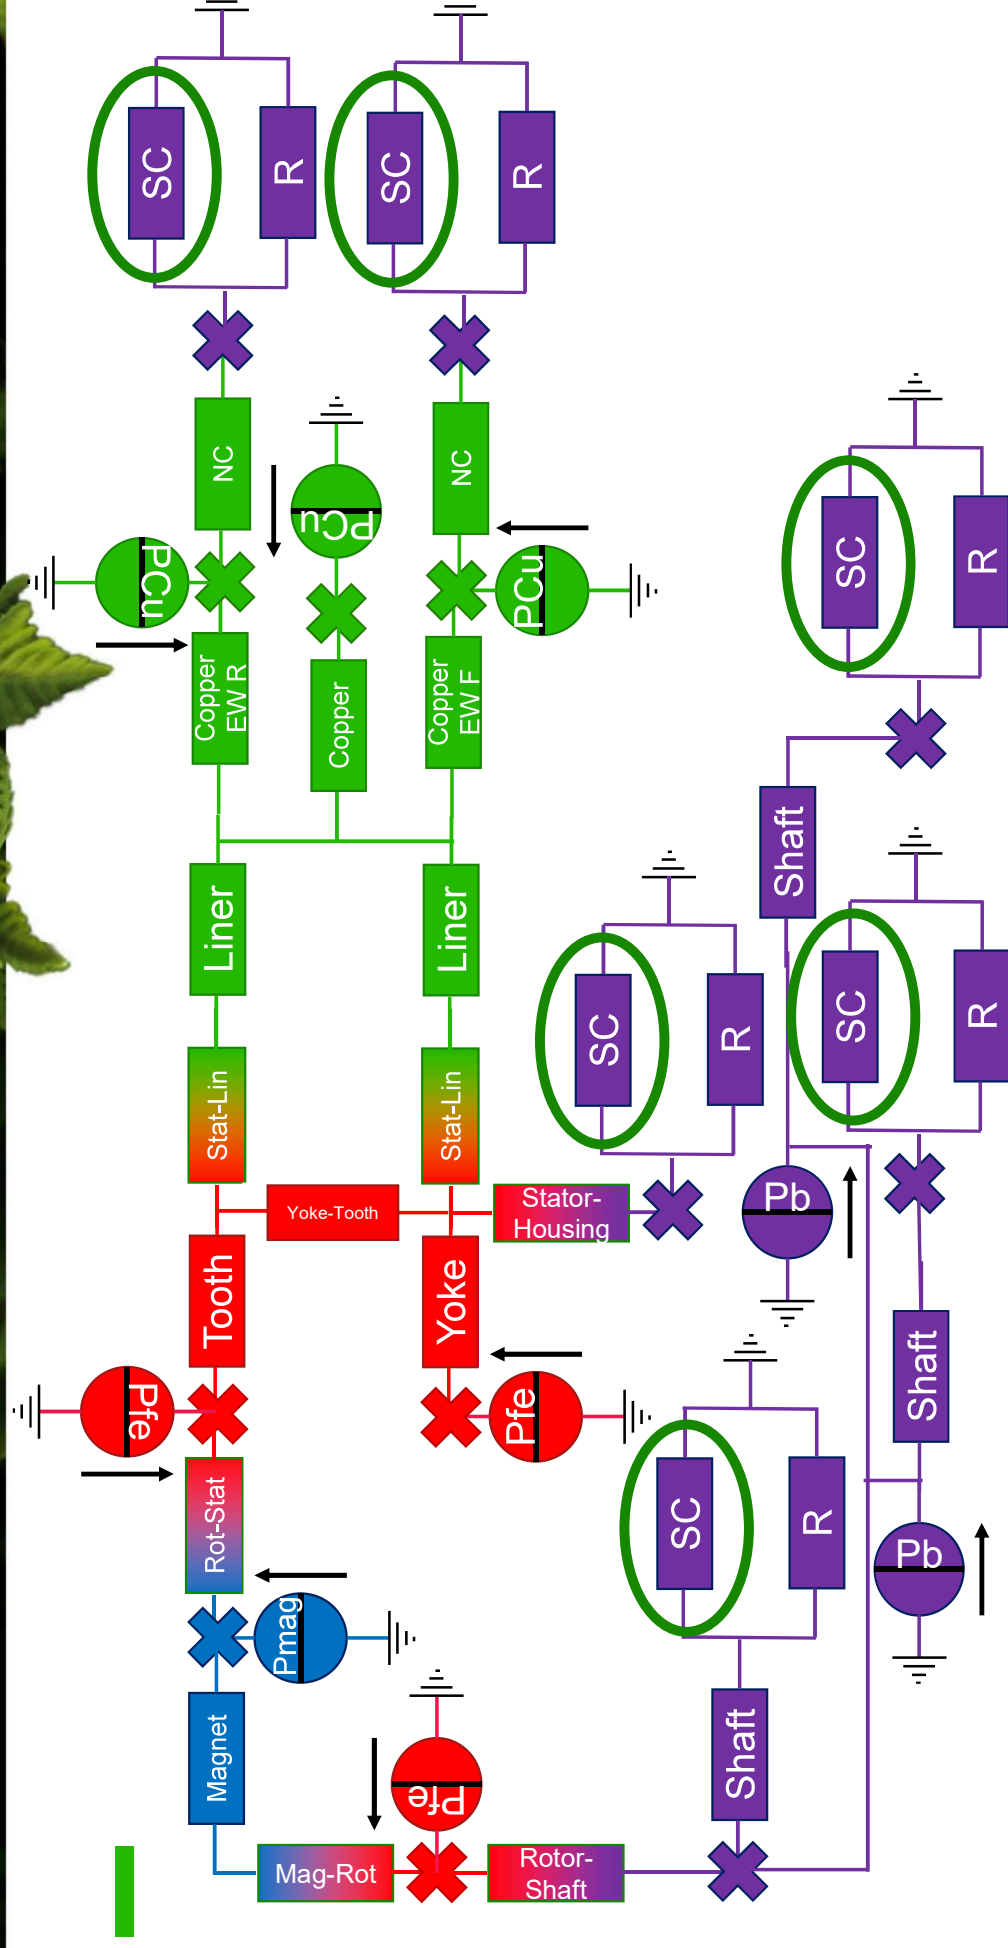 SC
R
SC
R
NC
NC
PCu
PCu
PCu
Copper
EW R
Copper
Copper
EW F
SC
R
Shaft
Liner
Liner
SC
R
SC
R
Stat-Lin
Stat-Lin
Yoke-Tooth
Stator-
Housing
Pb
Tooth
Yoke
Shaft
Pfe
Pfe
Rot-Stat
SC
R
Pb
Pmag
Magnet
Pfe
Shaft
Mag-Rot
Rotor-
Shaft